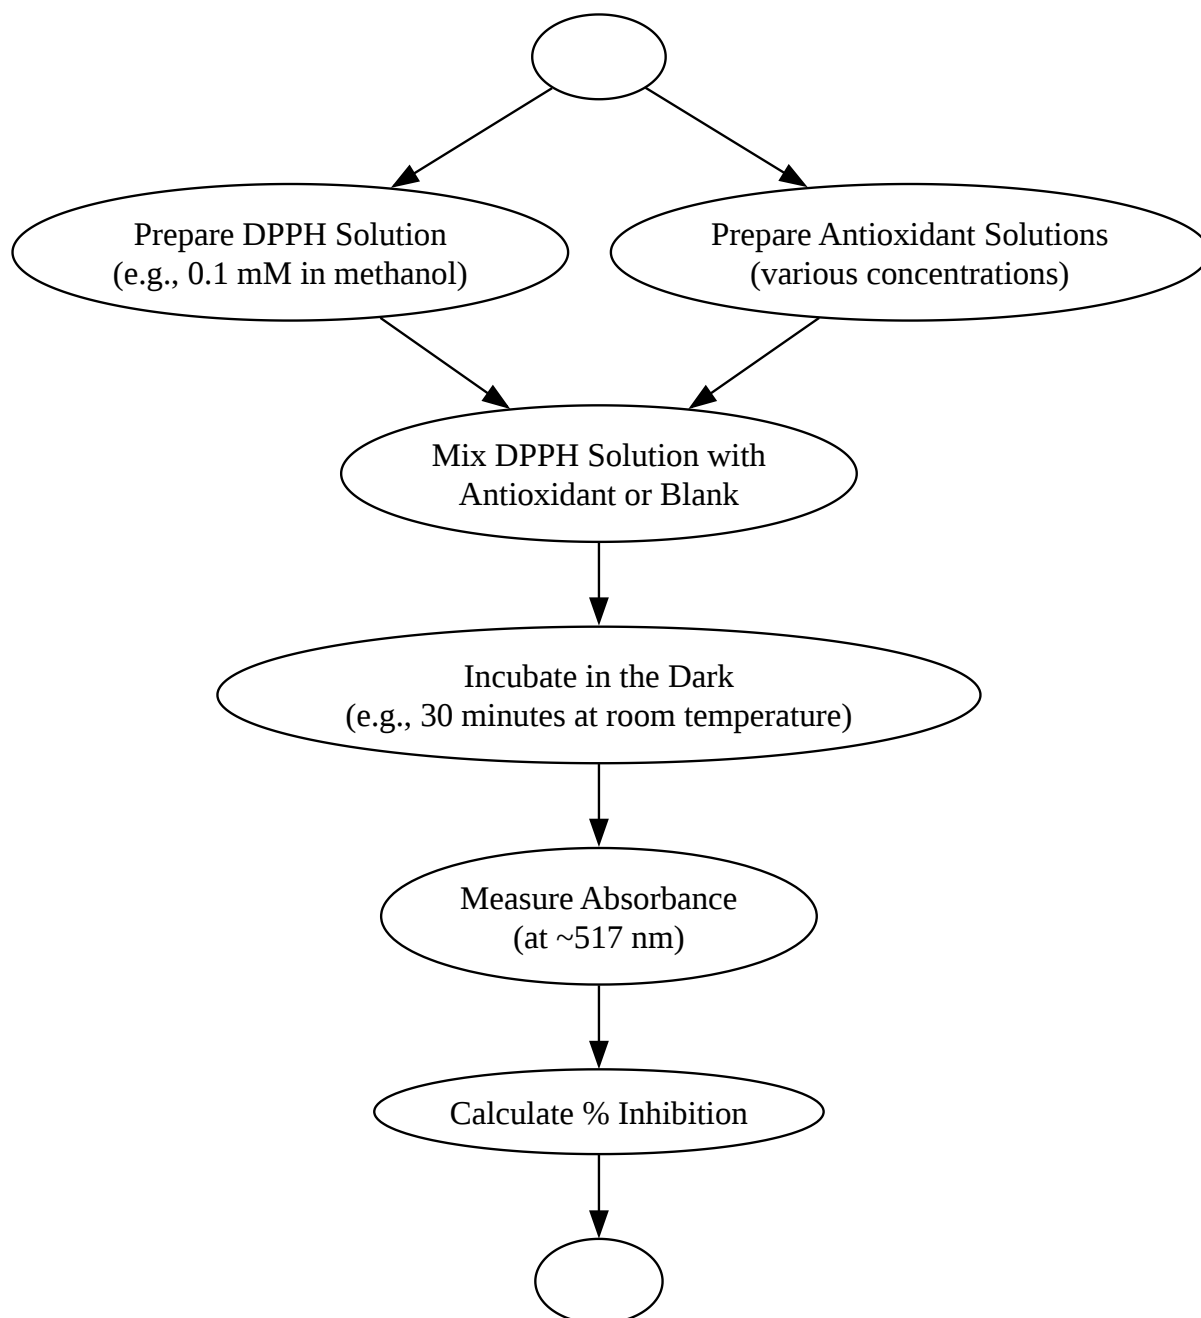 Prepare DPPH Solution
(e.g., 0.1 mM in methanol)
Prepare Antioxidant Solutions
(various concentrations)
Mix DPPH Solution with
Antioxidant or Blank
Incubate in the Dark
(e.g., 30 minutes at room temperature)
Measure Absorbance
(at ~517 nm)
Calculate % Inhibition